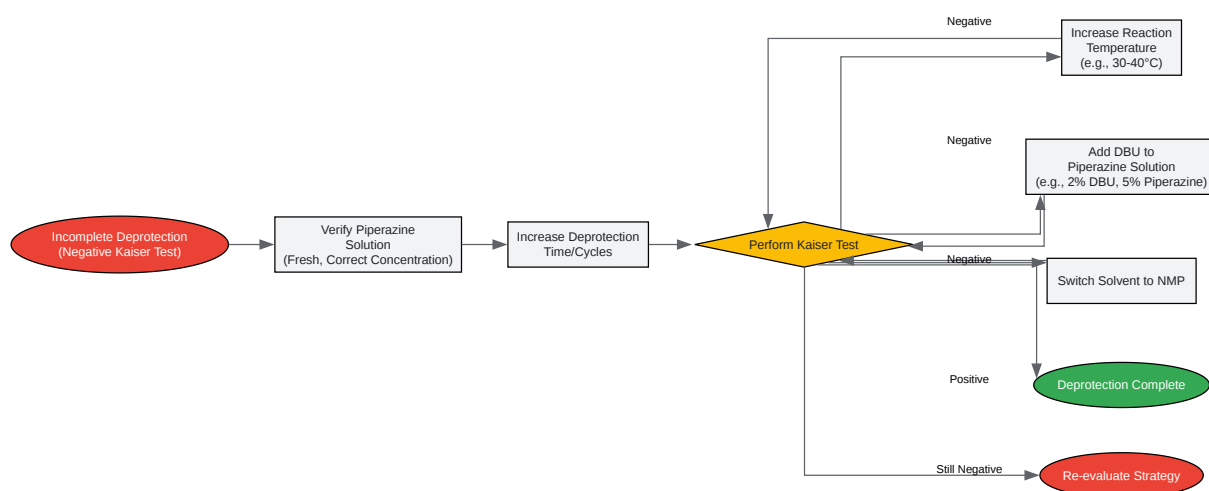 Negative
Increase Reaction
Temperature
(e.g., 30-40°C)
Negative
Add DBU to
Piperazine Solution
(e.g., 2% DBU, 5% Piperazine)
Incomplete Deprotection
(Negative Kaiser Test)
Verify Piperazine
Solution
(Fresh, Correct Concentration)
Increase Deprotection
Time/Cycles
Perform Kaiser Test
Negative
Switch Solvent to NMP
Positive
Deprotection Complete
Still Negative
Re-evaluate Strategy